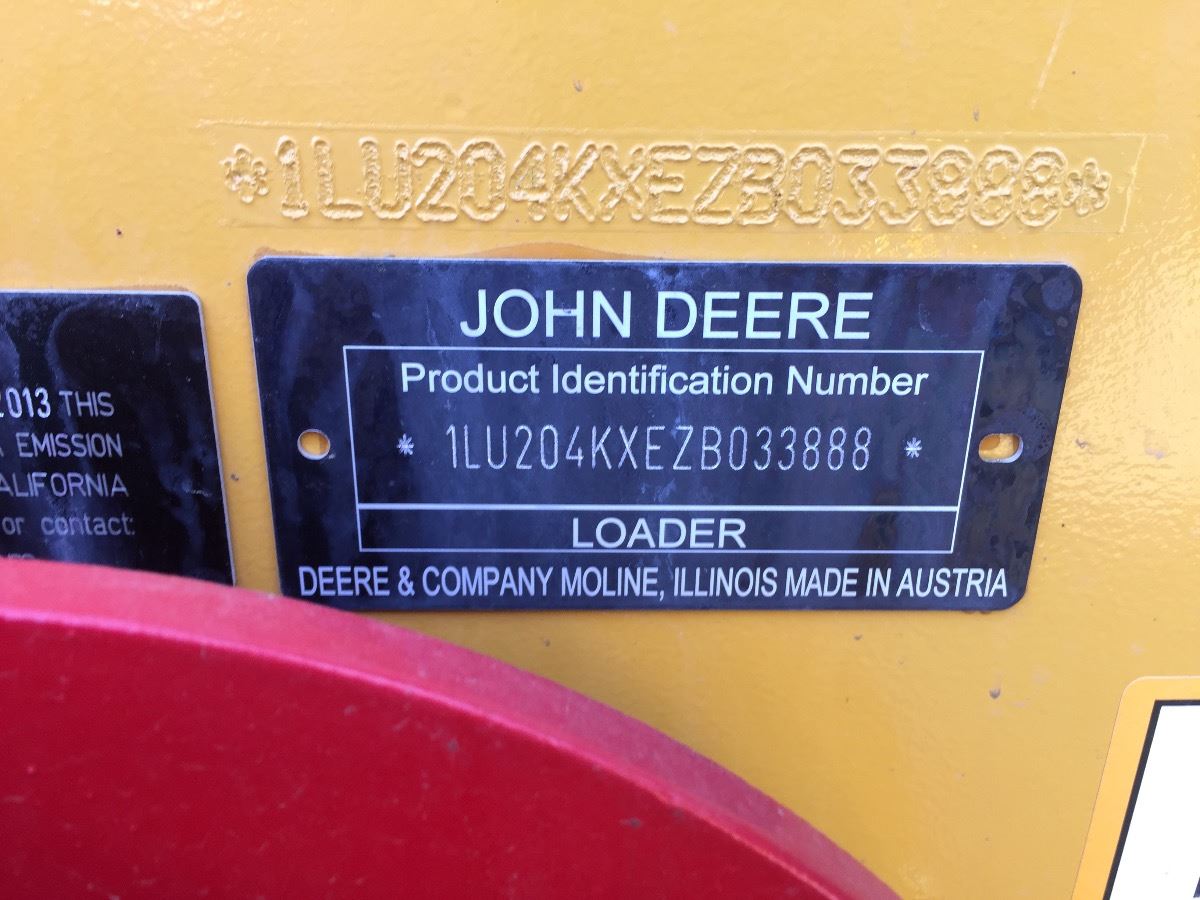 *1LU204KXEZB033888*
JOHN DEERE
Product Identification Number
* 1LU204KXEZB033888 *
LOADER
DEERE & COMPANY MOLINE, ILLINOIS MADE IN AUSTRIA
2013 THIS
EMISSION
ALIFORNIA
or contact: